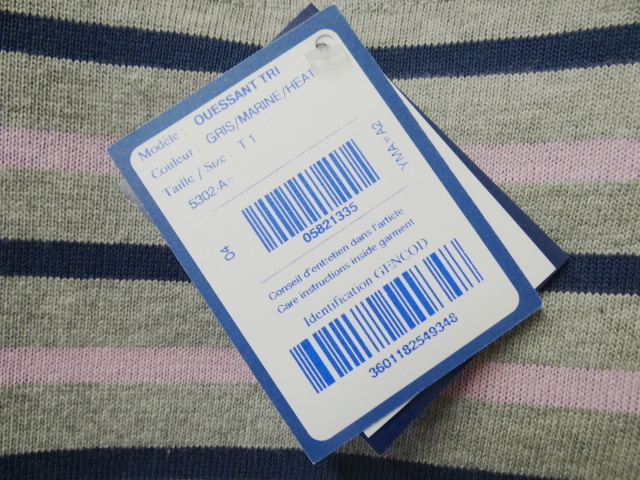 Modèle : OUESSANT TRI
Couleur : GRIS/MARINE/HEAT
Taille / Size : T 1
5302-A-
04
YMA=A2
05821335
Conseil d'entretien dans l'article
Care instructions inside garment
Identification GENCOD
3601182549348